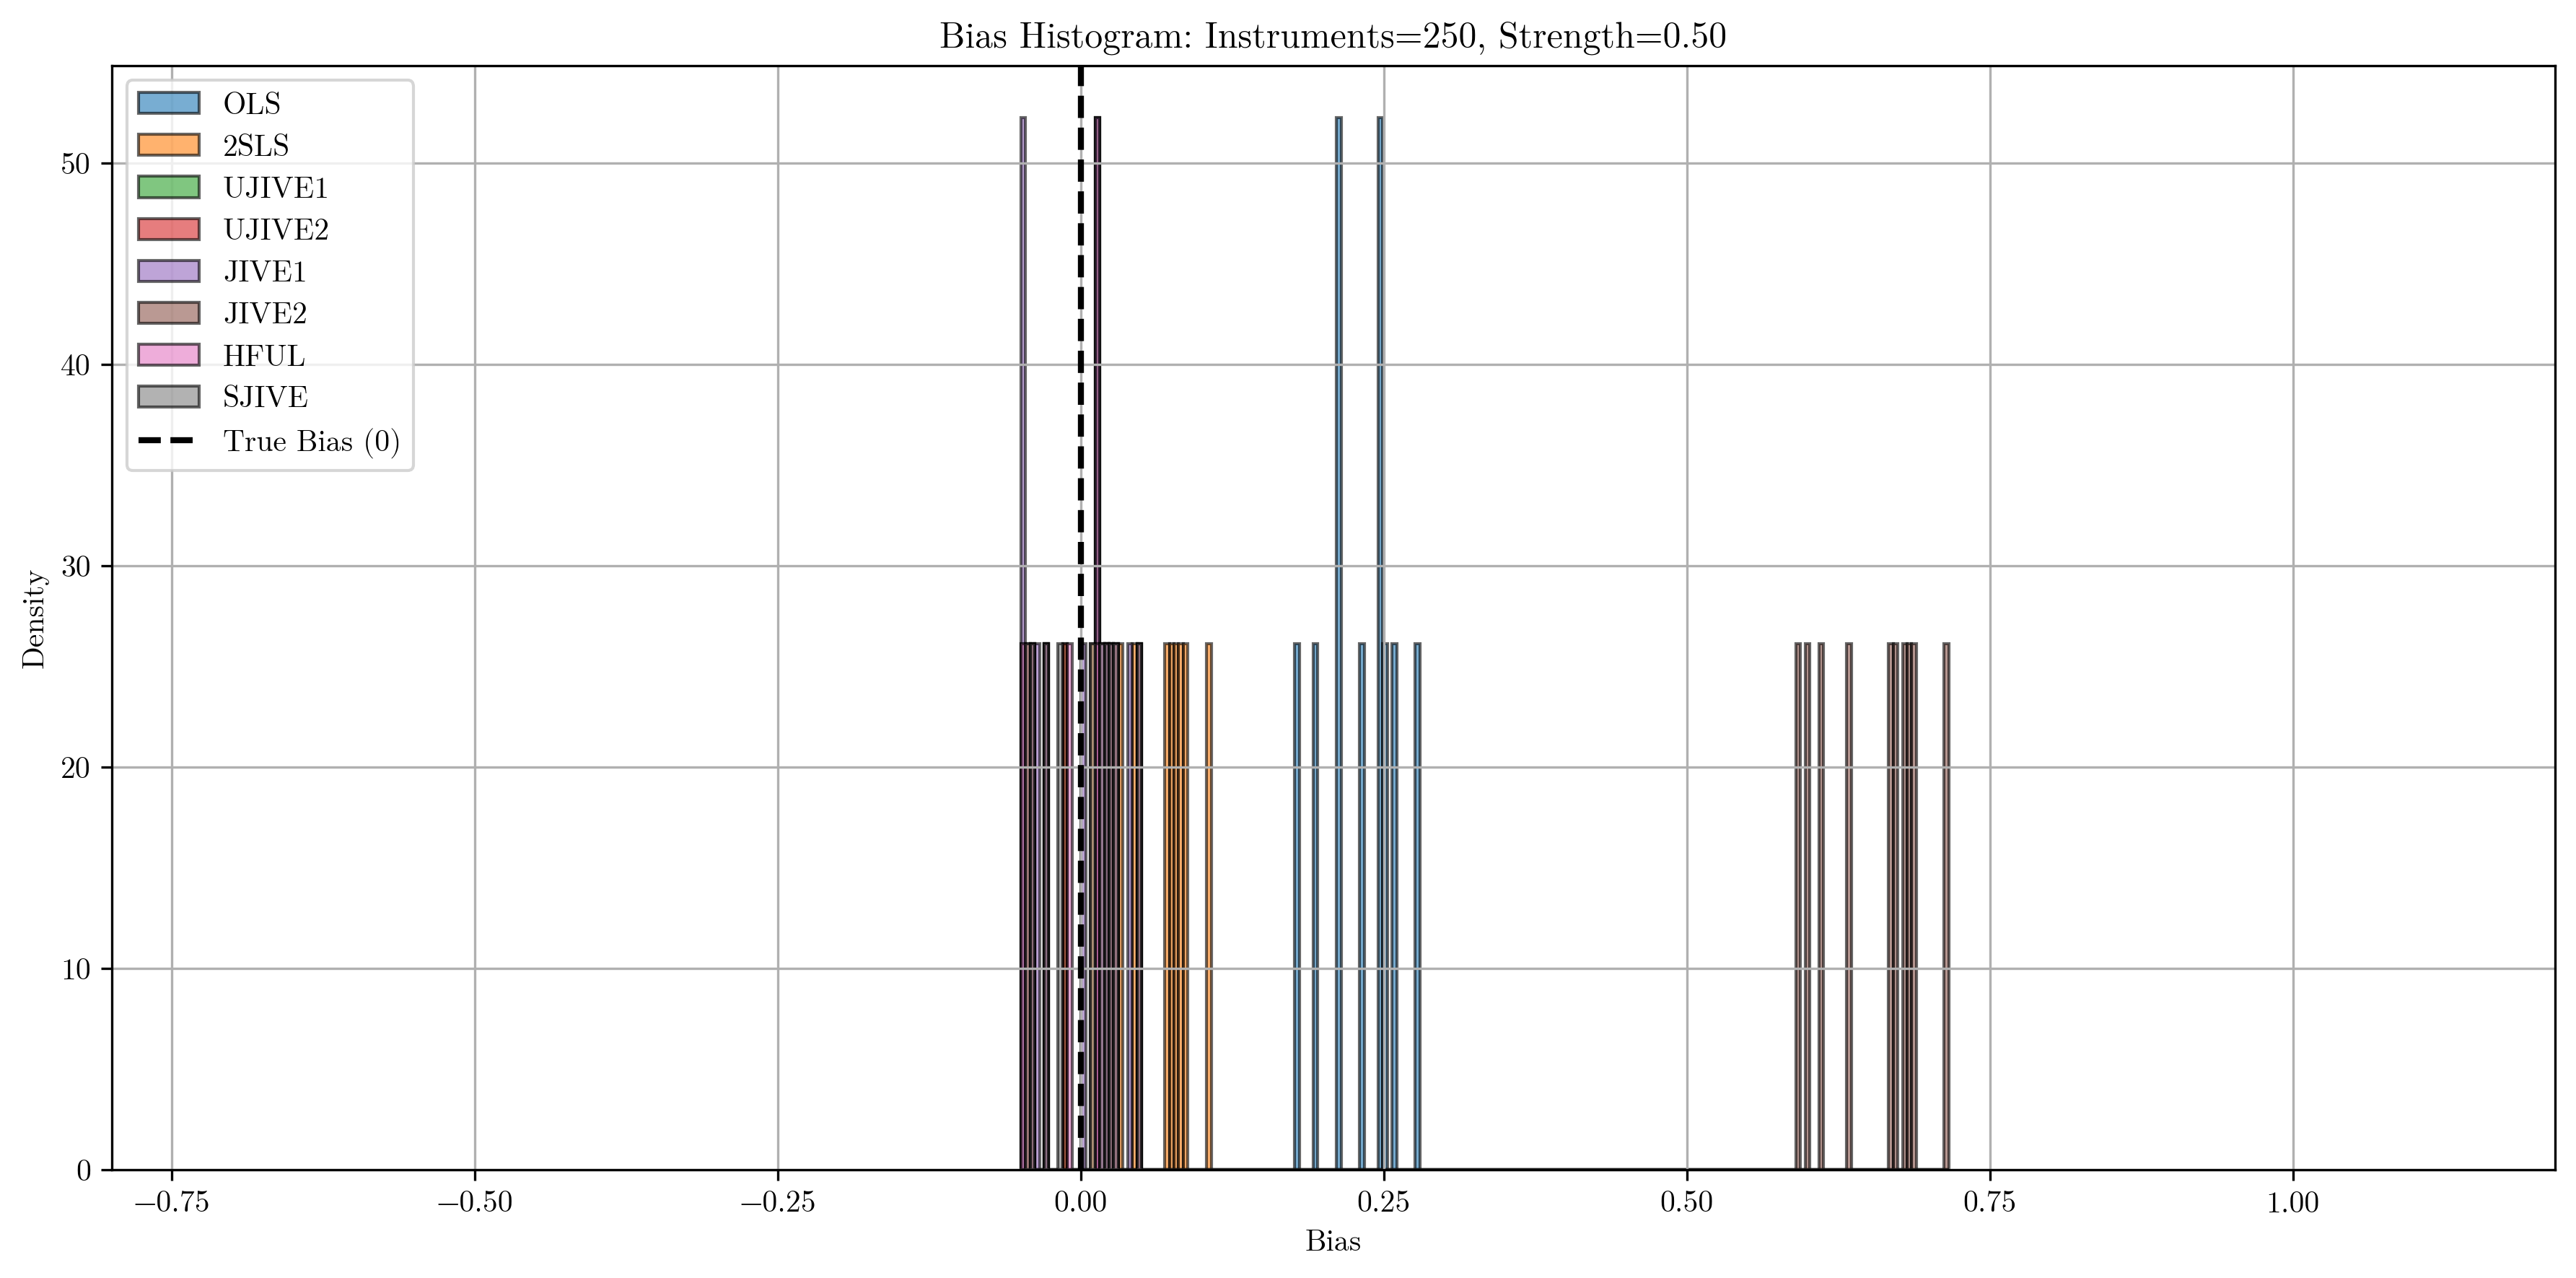 Bias Histogram: Instruments=250, Strength=0.50
OLS
2SLS
UJIVE1
UJIVE2
JIVE1
JIVE2
HFUL
SJIVE
True Bias (0)
Density
50
40
30
20
10
0
−0.75 −0.50 −0.25 0.00 0.25 0.50 0.75 1.00
Bias